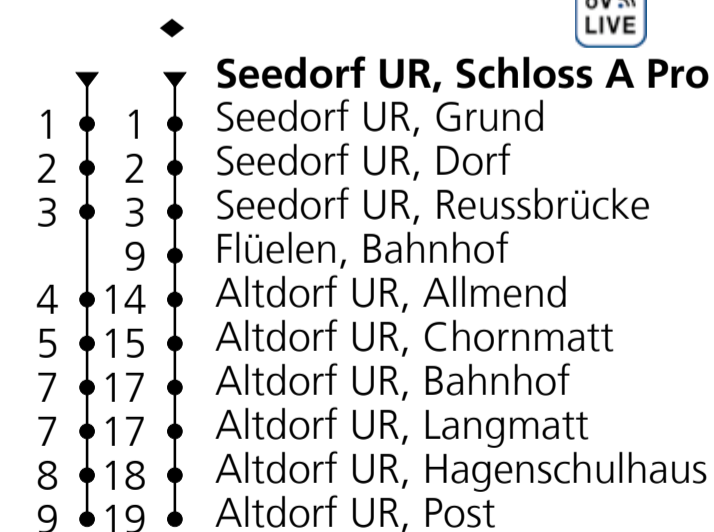 ÖV
LIVE
Seedorf UR, Schloss A Pro
1 1 Seedorf UR, Grund
2 2 Seedorf UR, Dorf
3 3 Seedorf UR, Reussbrücke
9 Flüelen, Bahnhof
4 14 Altdorf UR, Allmend
5 15 Altdorf UR, Chornmatt
7 17 Altdorf UR, Bahnhof
7 17 Altdorf UR, Langmatt
8 18 Altdorf UR, Hagenschulhaus
9 19 Altdorf UR, Post